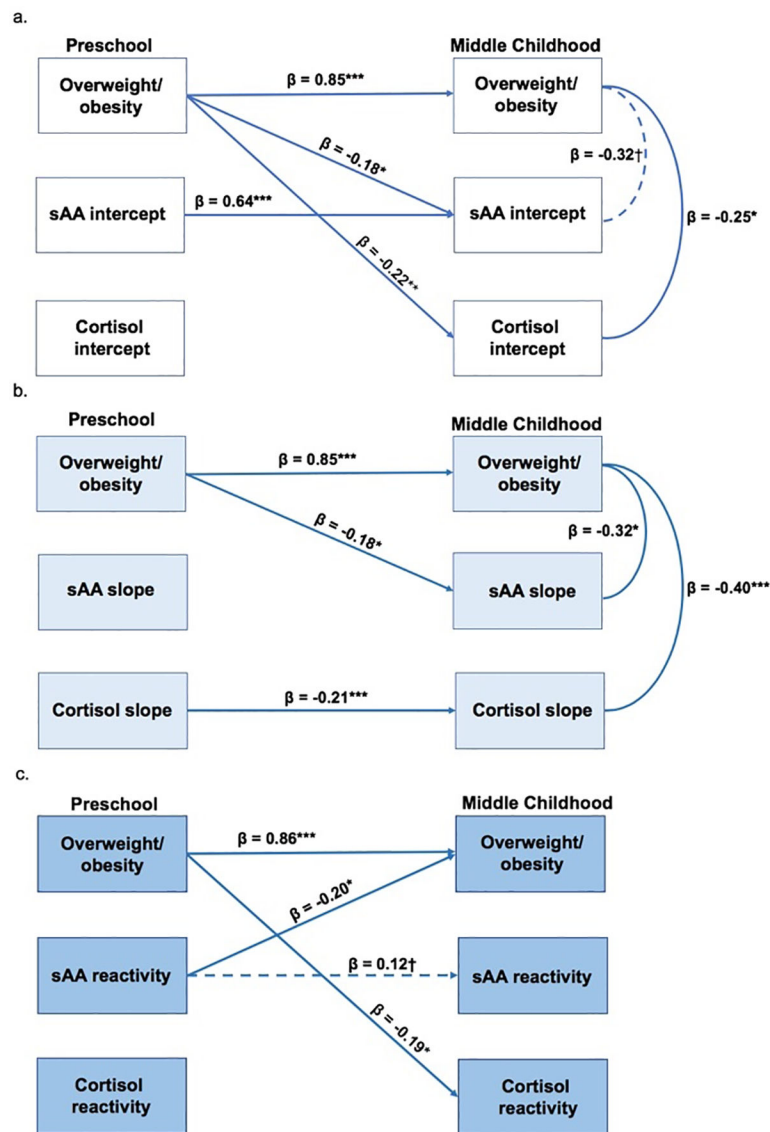 a.
Preschool
Middle Childhood
Overweight/
obesity
β = 0.85***
Overweight/
obesity
β = -0.18*
β = -0.32†
sAA intercept
β = 0.64***
sAA intercept
β = -0.25*
β = -0.22**
Cortisol
intercept
Cortisol
intercept
b.
Preschool
Middle Childhood
Overweight/
obesity
β = 0.85***
Overweight/
obesity
β = -0.18*
β = -0.32*
sAA slope
sAA slope
β = -0.40***
Cortisol slope
β = -0.21***
Cortisol slope
c.
Preschool
Middle Childhood
Overweight/
obesity
β = 0.86***
Overweight/
obesity
β = -0.20*
sAA reactivity
β = 0.12†
sAA reactivity
β = -0.19*
Cortisol
reactivity
Cortisol
reactivity